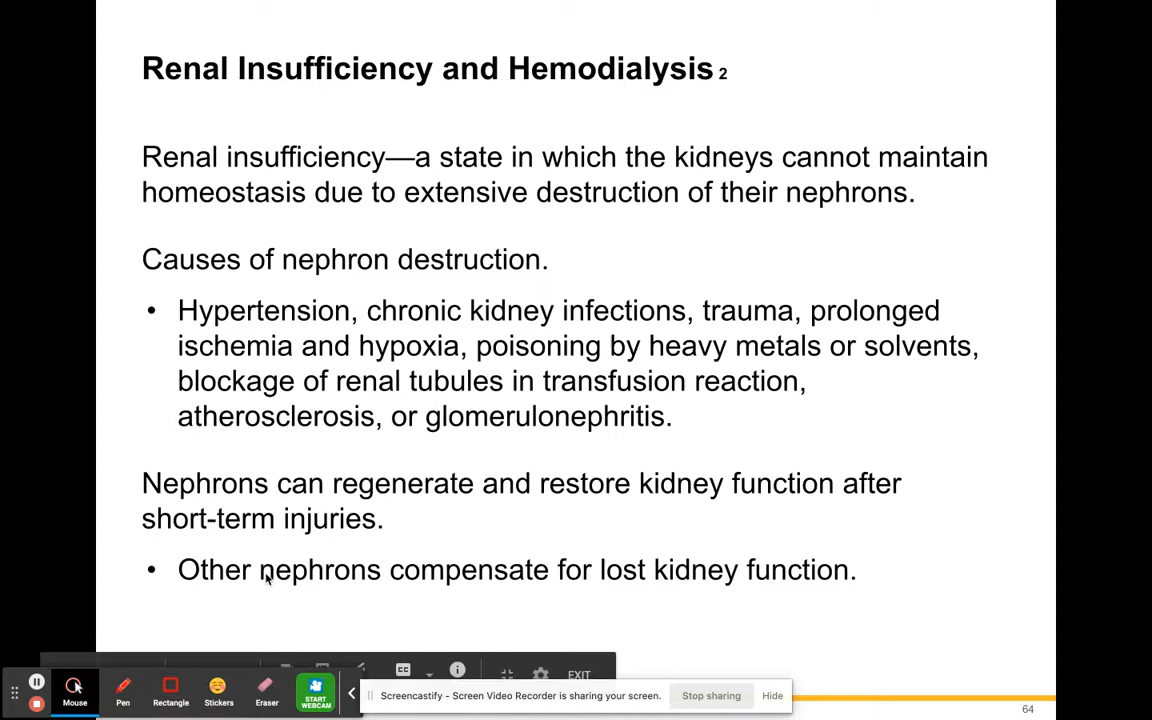 Renal Insufficiency and Hemodialysis 2
Renal insufficiency—a state in which the kidneys cannot maintain
homeostasis due to extensive destruction of their nephrons.
Causes of nephron destruction.
• Hypertension, chronic kidney infections, trauma, prolonged
ischemia and hypoxia, poisoning by heavy metals or solvents,
blockage of renal tubules in transfusion reaction,
atherosclerosis, or glomerulonephritis.
Nephrons can regenerate and restore kidney function after
short-term injuries.
• Other nephrons compensate for lost kidney function.
CC EXIT
Mouse Pen Rectangle Stickers Eraser START WEBCAM
Screencastify - Screen Video Recorder is sharing your screen. Stop sharing Hide
64